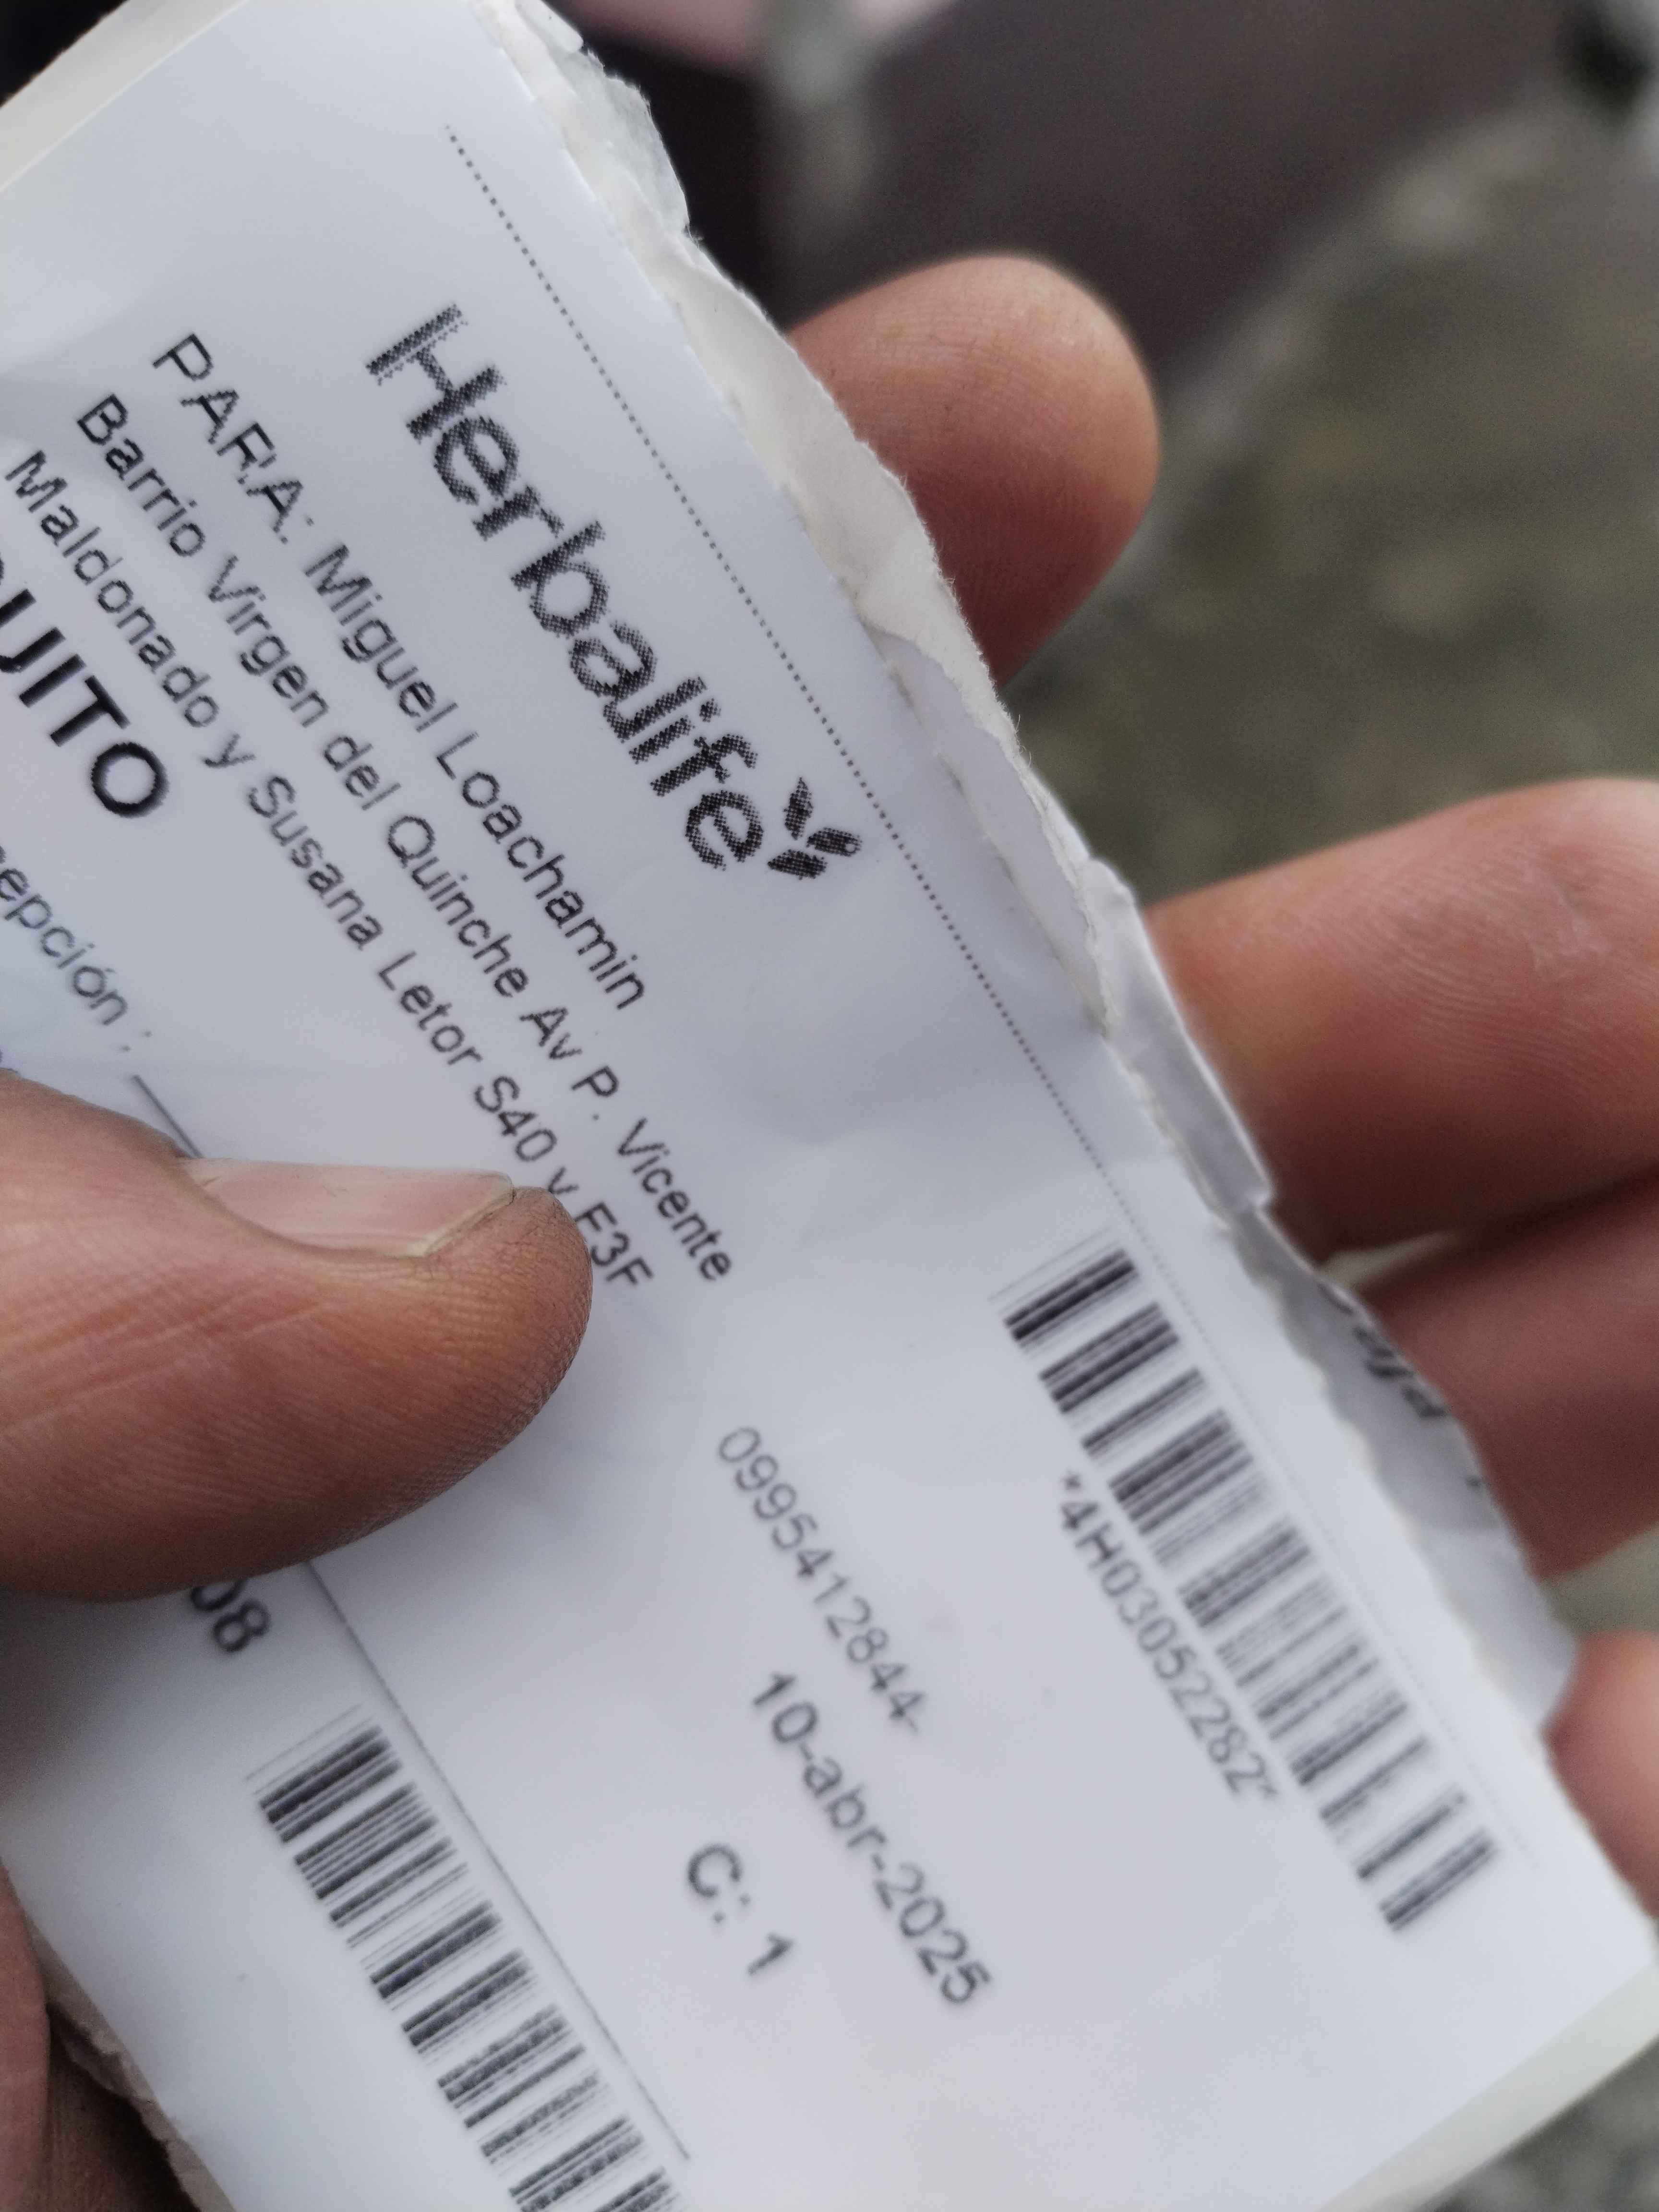 Herbalife
*4H03052282*
PARA: Miguel Loachamin
Barrio Virgen del Quinche Av P. Vicente
0995412844-
Maldonado y Susana Letor S40 y E3F
10-abr-2025
UITO
C: 1
epción :
08